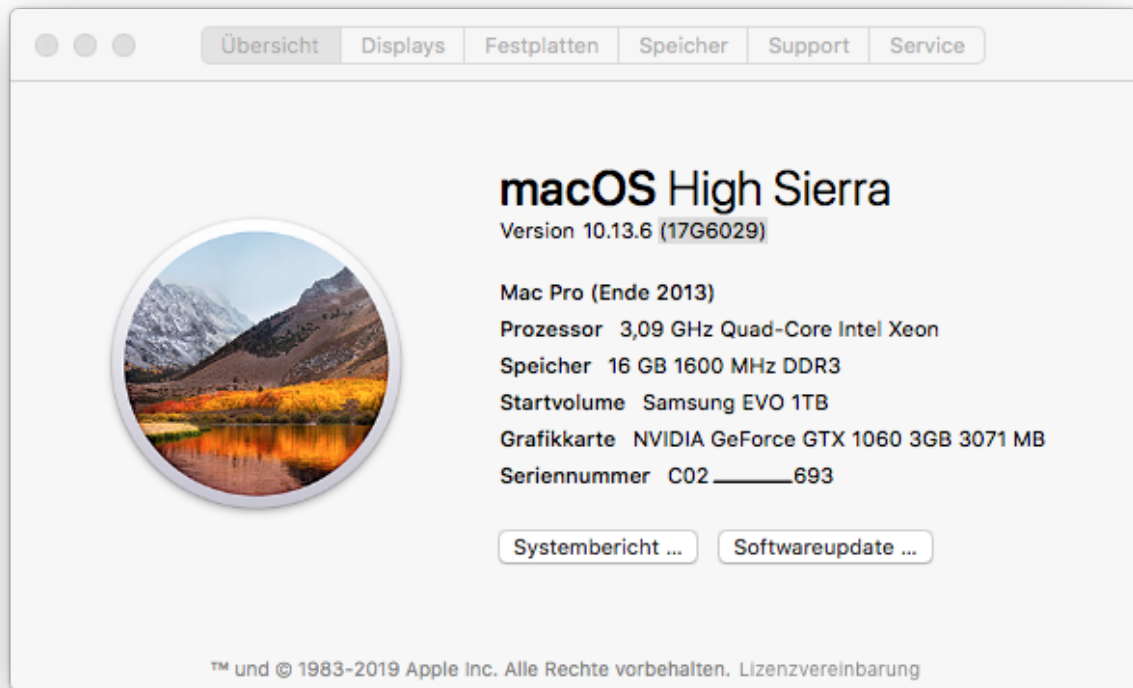 Übersicht Displays Festplatten Speicher Support Service
macOS High Sierra
Version 10.13.6 (17G6029)
Mac Pro (Ende 2013)
Prozessor 3,09 GHz Quad-Core Intel Xeon
Speicher 16 GB 1600 MHz DDR3
Startvolume Samsung EVO 1TB
Grafikkarte NVIDIA GeForce GTX 1060 3GB 3071 MB
Seriennummer C02 693
Systembericht ... Softwareupdate ...
™ und © 1983-2019 Apple Inc. Alle Rechte vorbehalten. Lizenzvereinbarung